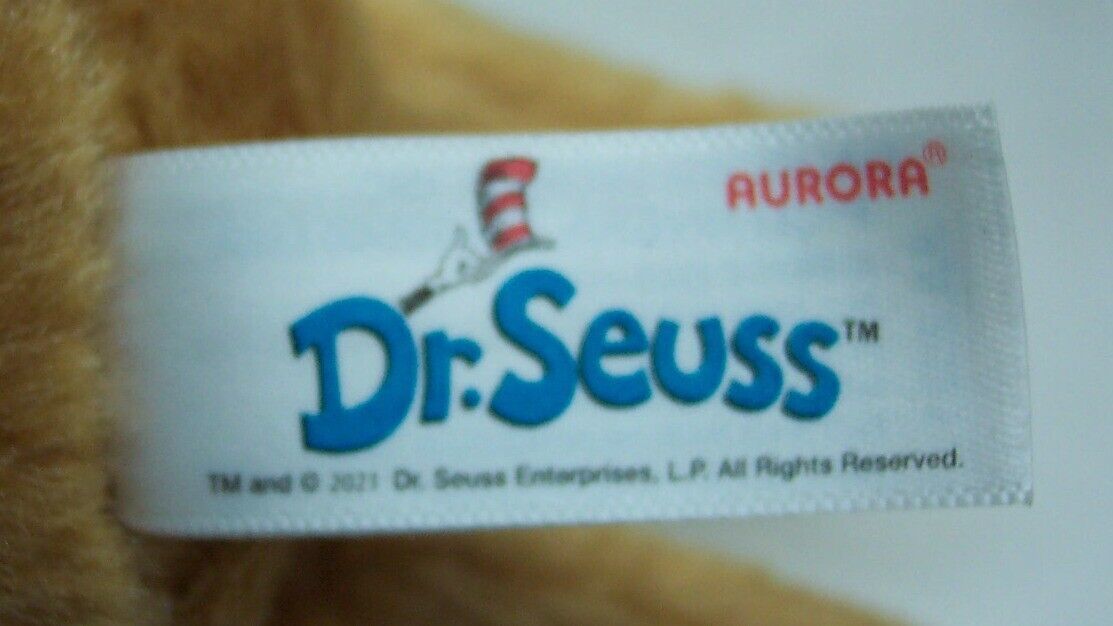 AURORA®
Dr. Seuss™
TM and © 2021 Dr. Seuss Enterprises, L.P. All Rights Reserved.